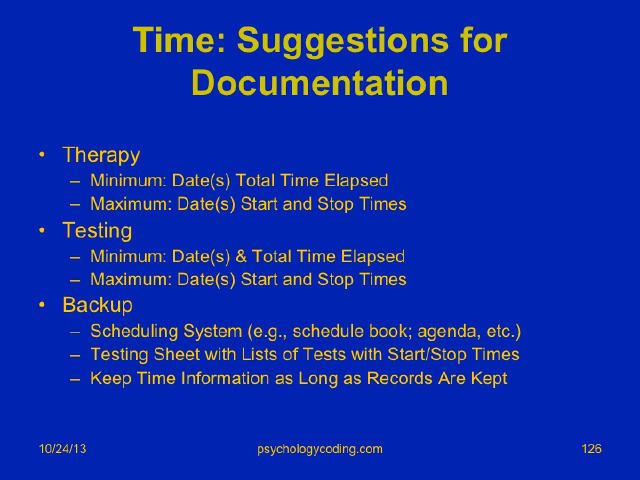 Time: Suggestions for
Documentation
• Therapy
– Minimum: Date(s) Total Time Elapsed
– Maximum: Date(s) Start and Stop Times
• Testing
– Minimum: Date(s) & Total Time Elapsed
– Maximum: Date(s) Start and Stop Times
• Backup
– Scheduling System (e.g., schedule book; agenda, etc.)
– Testing Sheet with Lists of Tests with Start/Stop Times
– Keep Time Information as Long as Records Are Kept
10/24/13 psychologycoding.com 126